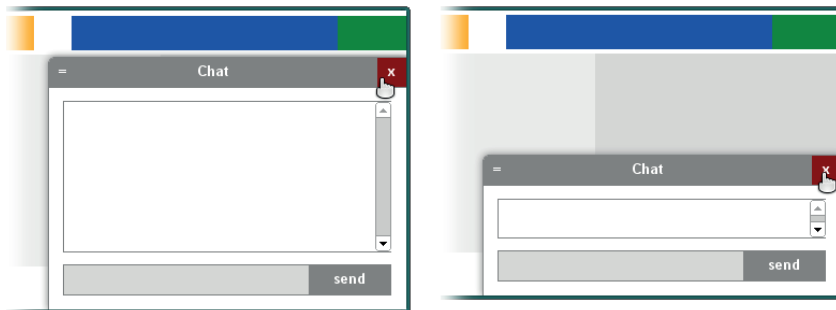 = Chat x
send
= Chat x
send